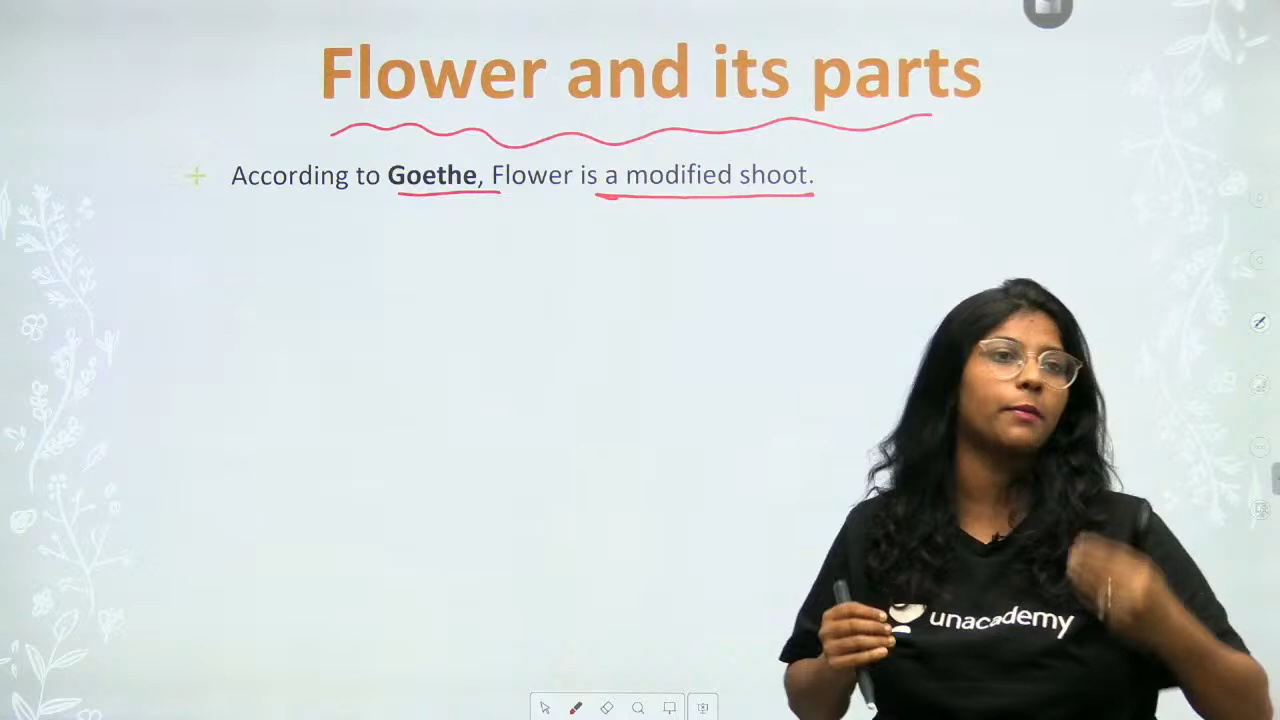 Flower and its parts
According to Goethe, Flower is a modified shoot.
unacademy